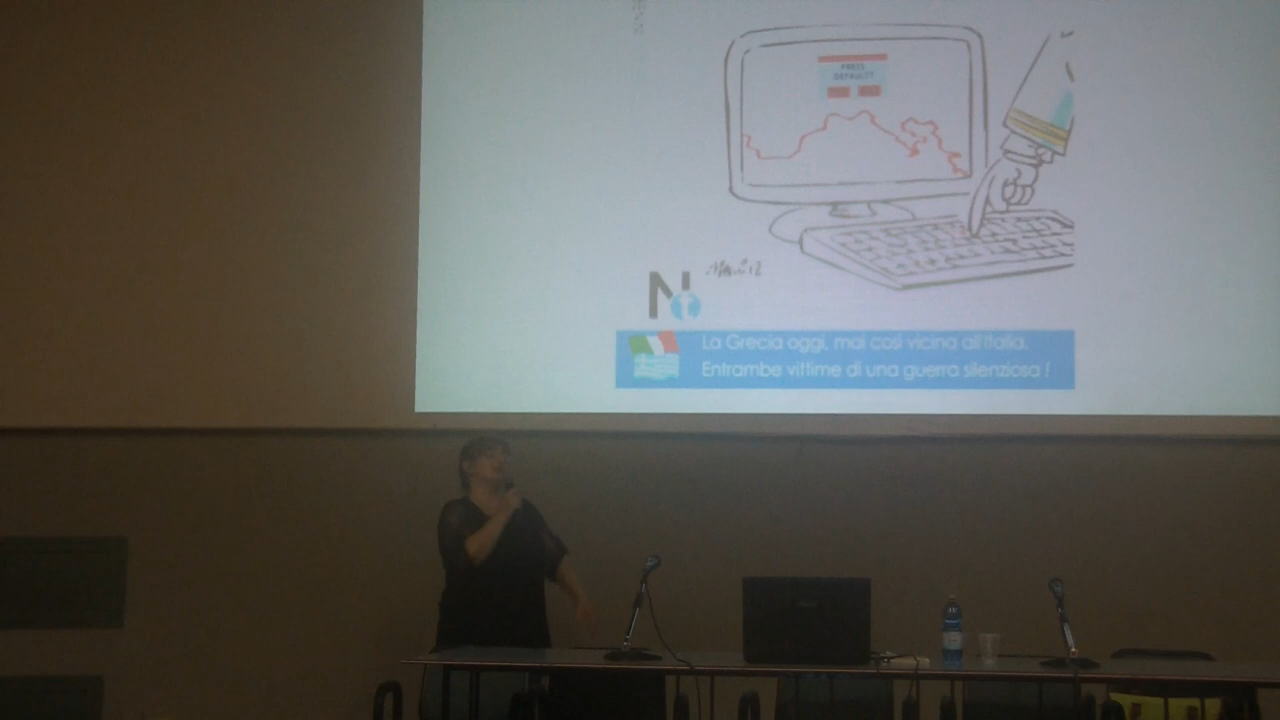 PRESS
DEFAULT?
La Grecia oggi, mai così vicina all'Italia.
Entrambe vittime di una guerra silenziosa !